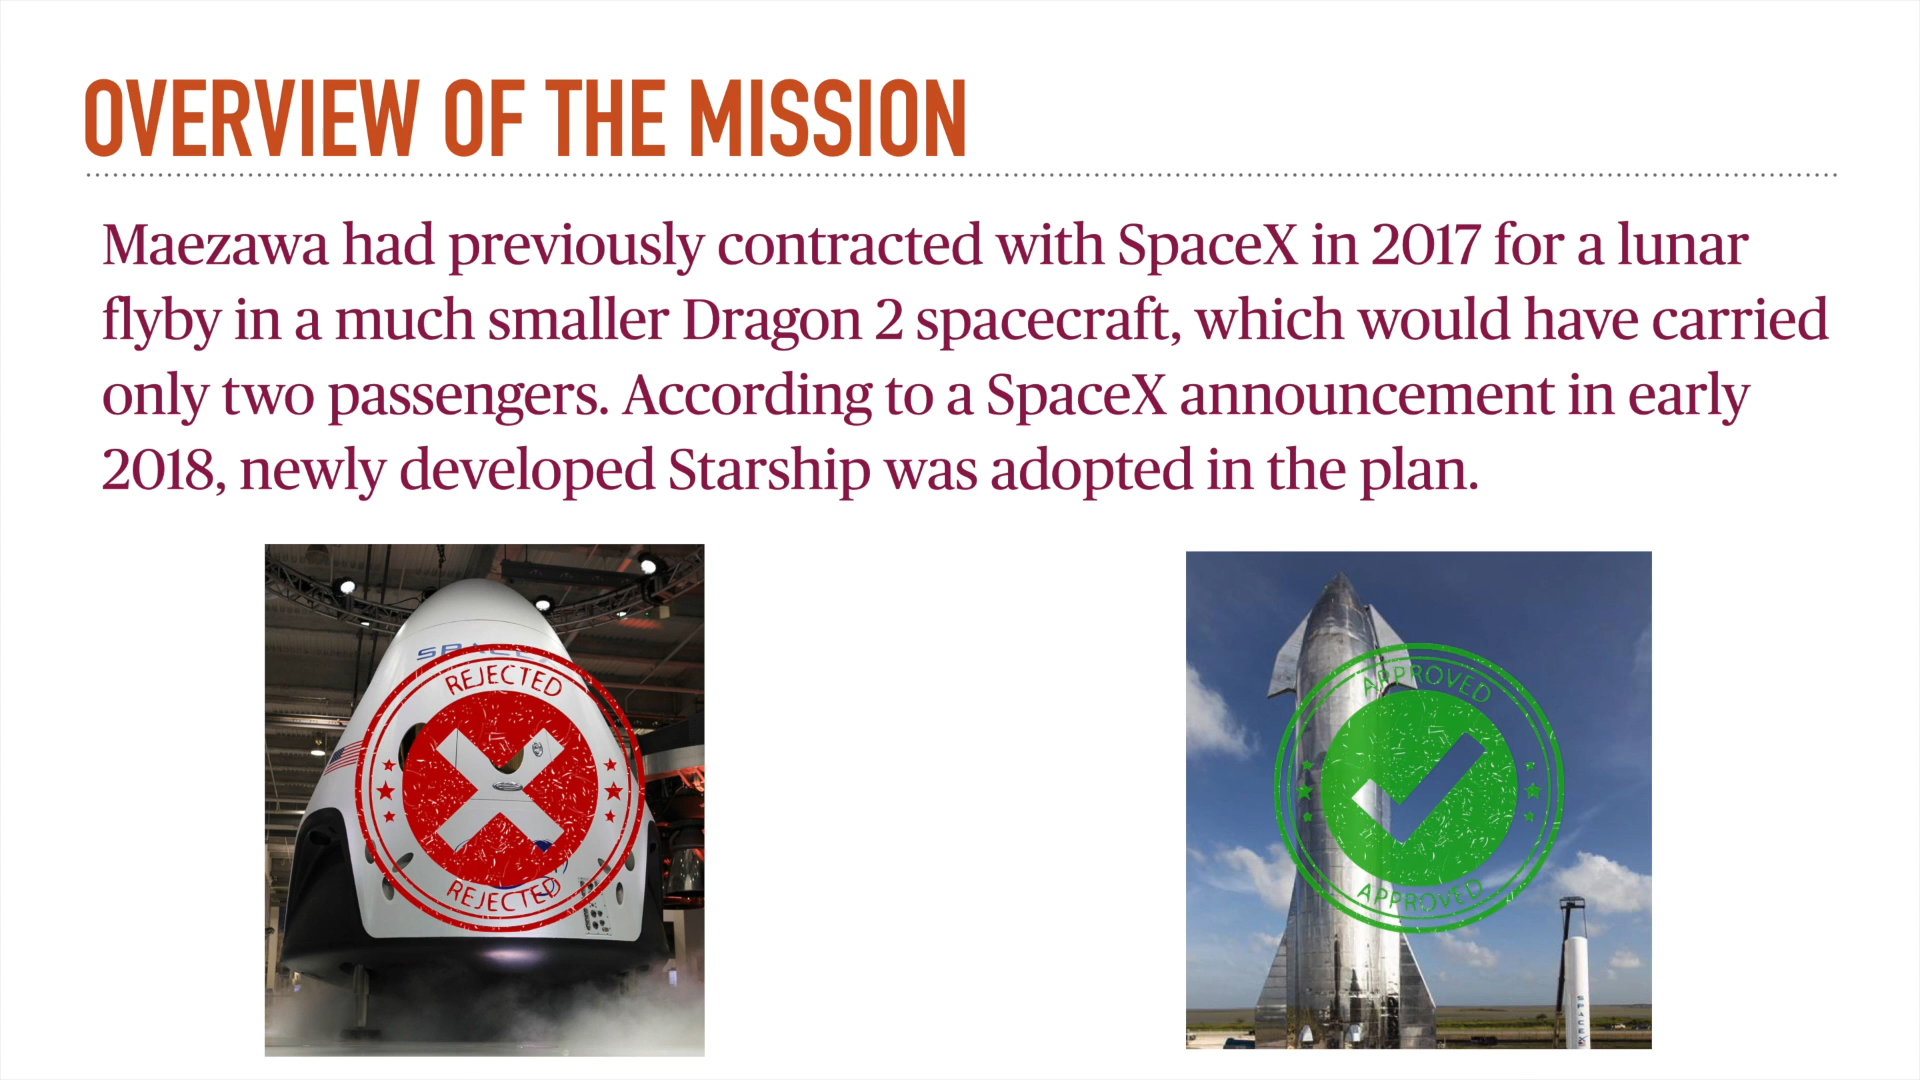 OVERVIEW OF THE MISSION
Maezawa had previously contracted with SpaceX in 2017 for a lunar
flyby in a much smaller Dragon 2 spacecraft, which would have carried
only two passengers. According to a SpaceX announcement in early
2018, newly developed Starship was adopted in the plan.
SPACEX
REJECTED
REJECTED
APPROVED
APPROVED
SPACEX